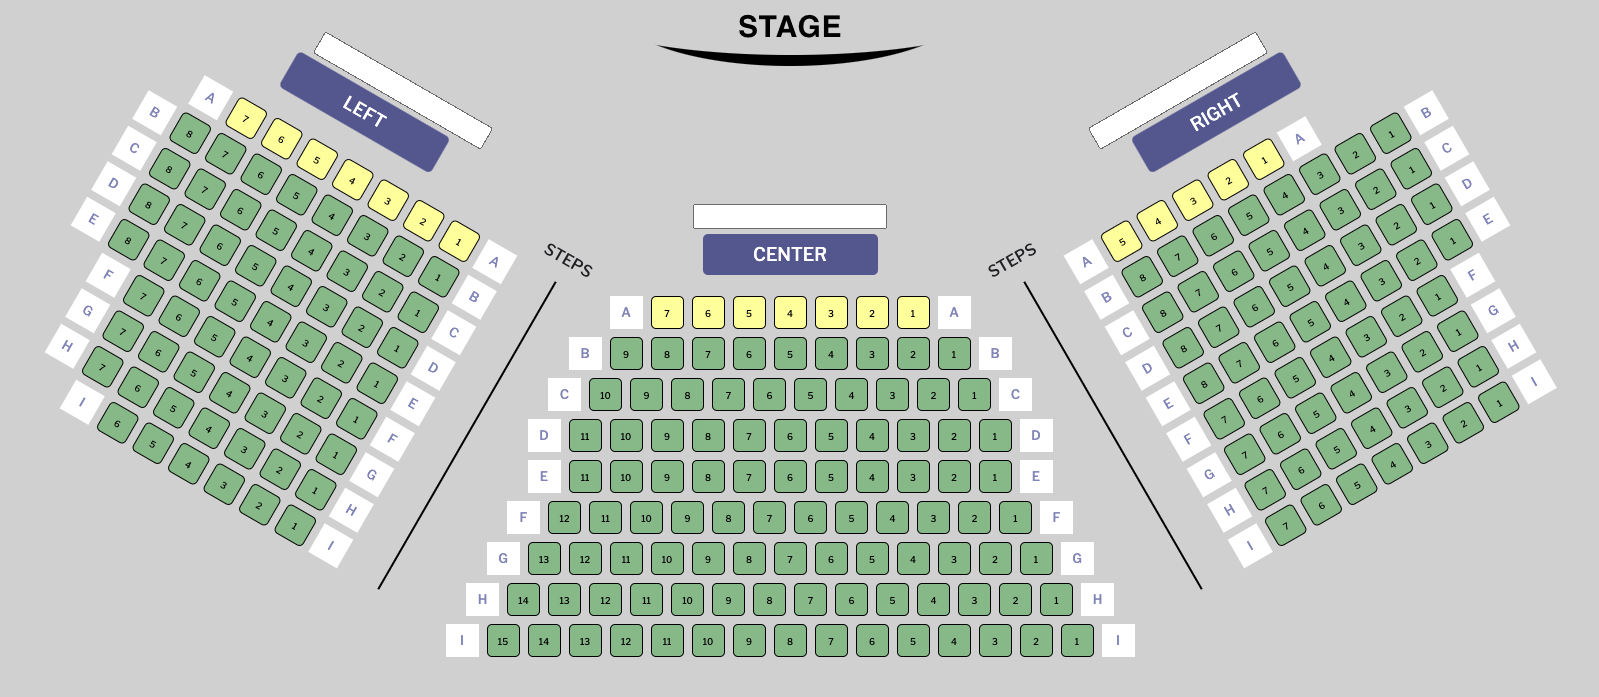 STAGE
LEFT
RIGHT
CENTER
STEPS
STEPS
A 7 6 5 4 3 2 1 A
B 8 7 6 5 4 3 2 1 B
C 8 7 6 5 4 3 2 1 C
D 8 7 6 5 4 3 2 1 D
E 8 7 6 5 4 3 2 1 E
F 7 6 5 4 3 2 1 F
G 7 6 5 4 3 2 1 G
H 7 6 5 4 3 2 1 H
I 6 5 4 3 2 1 I
A 7 6 5 4 3 2 1 A
B 9 8 7 6 5 4 3 2 1 B
C 10 9 8 7 6 5 4 3 2 1 C
D 11 10 9 8 7 6 5 4 3 2 1 D
E 11 10 9 8 7 6 5 4 3 2 1 E
F 12 11 10 9 8 7 6 5 4 3 2 1 F
G 13 12 11 10 9 8 7 6 5 4 3 2 1 G
H 14 13 12 11 10 9 8 7 6 5 4 3 2 1 H
I 15 14 13 12 11 10 9 8 7 6 5 4 3 2 1 I
A 5 4 3 2 1 A
B 8 7 6 5 4 3 2 1 B
C 8 7 6 5 4 3 2 1 C
D 8 7 6 5 4 3 2 1 D
E 8 7 6 5 4 3 2 1 E
F 7 6 5 4 3 2 1 F
G 7 6 5 4 3 2 1 G
H 7 6 5 4 3 2 1 H
I 7 6 5 4 3 2 1 I